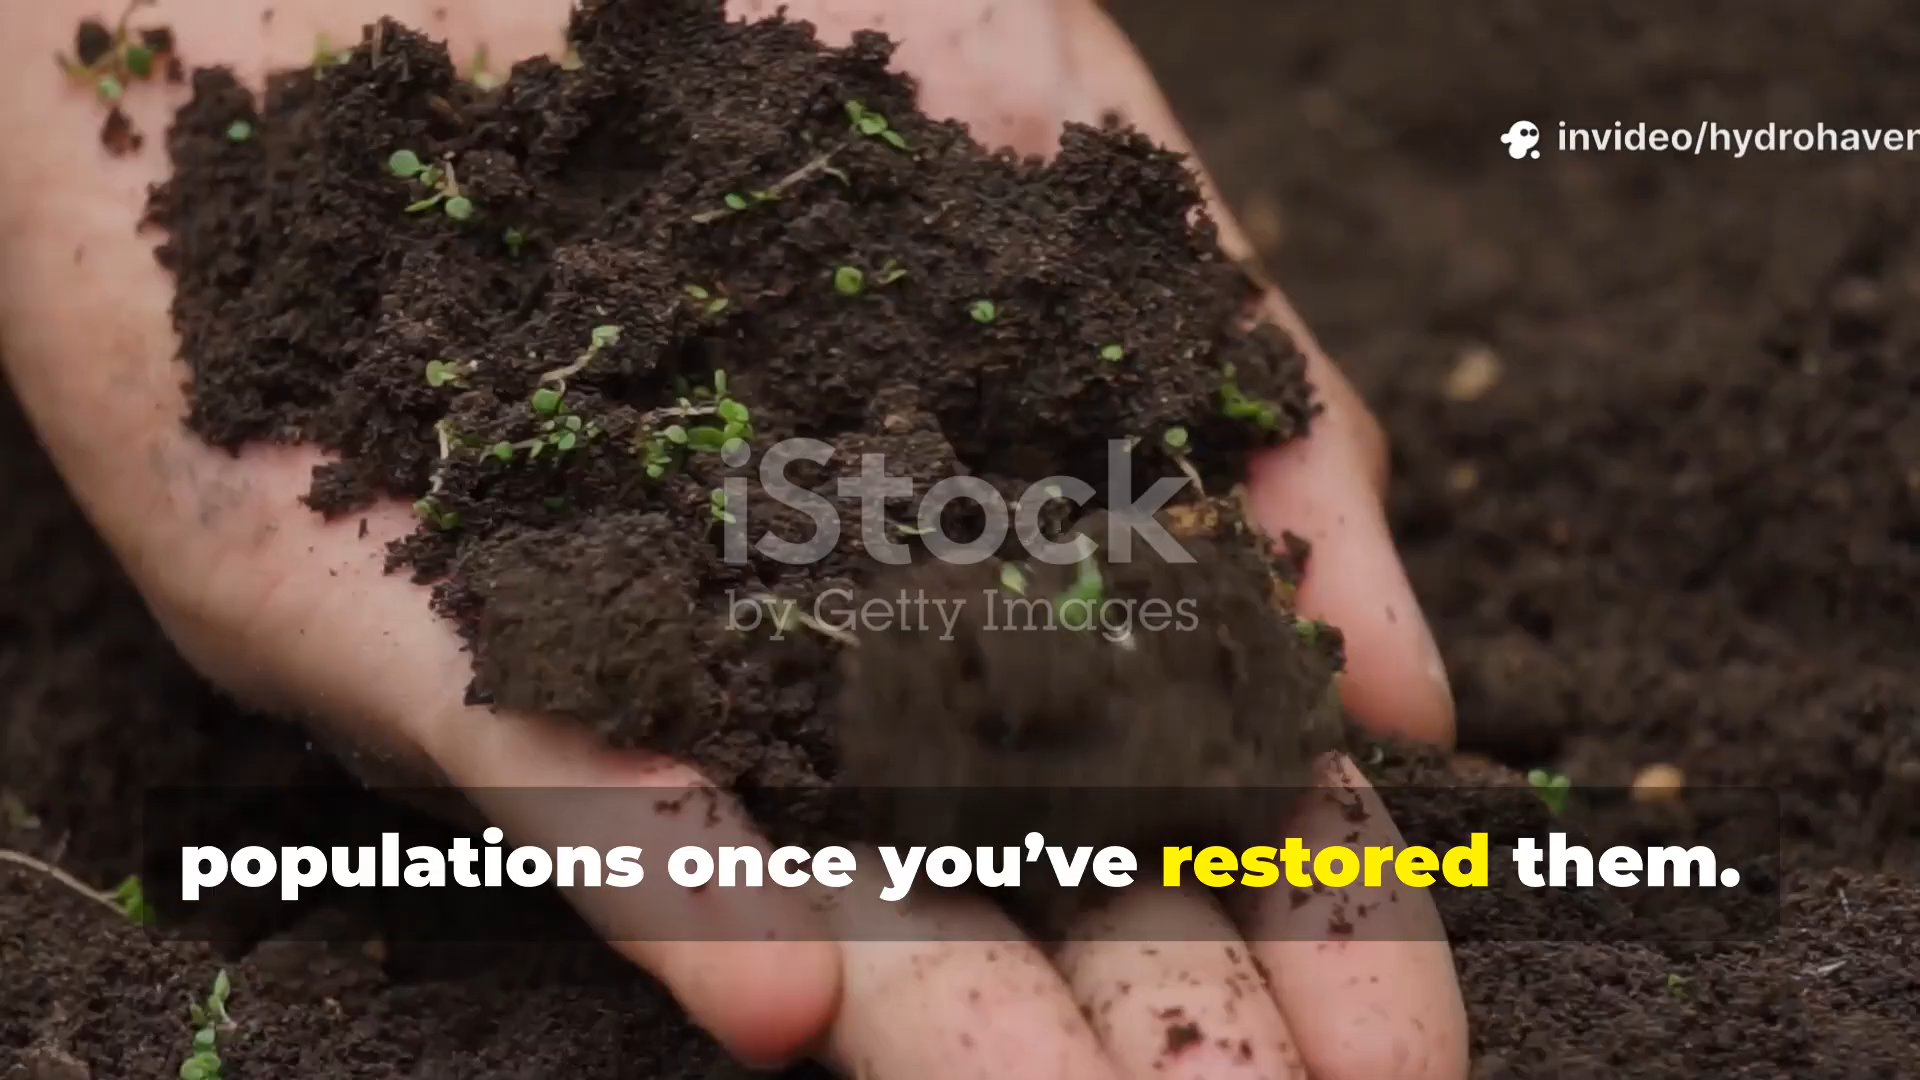 invideo/hydrohaven
iStock
by Getty Images
populations once you've restored them.